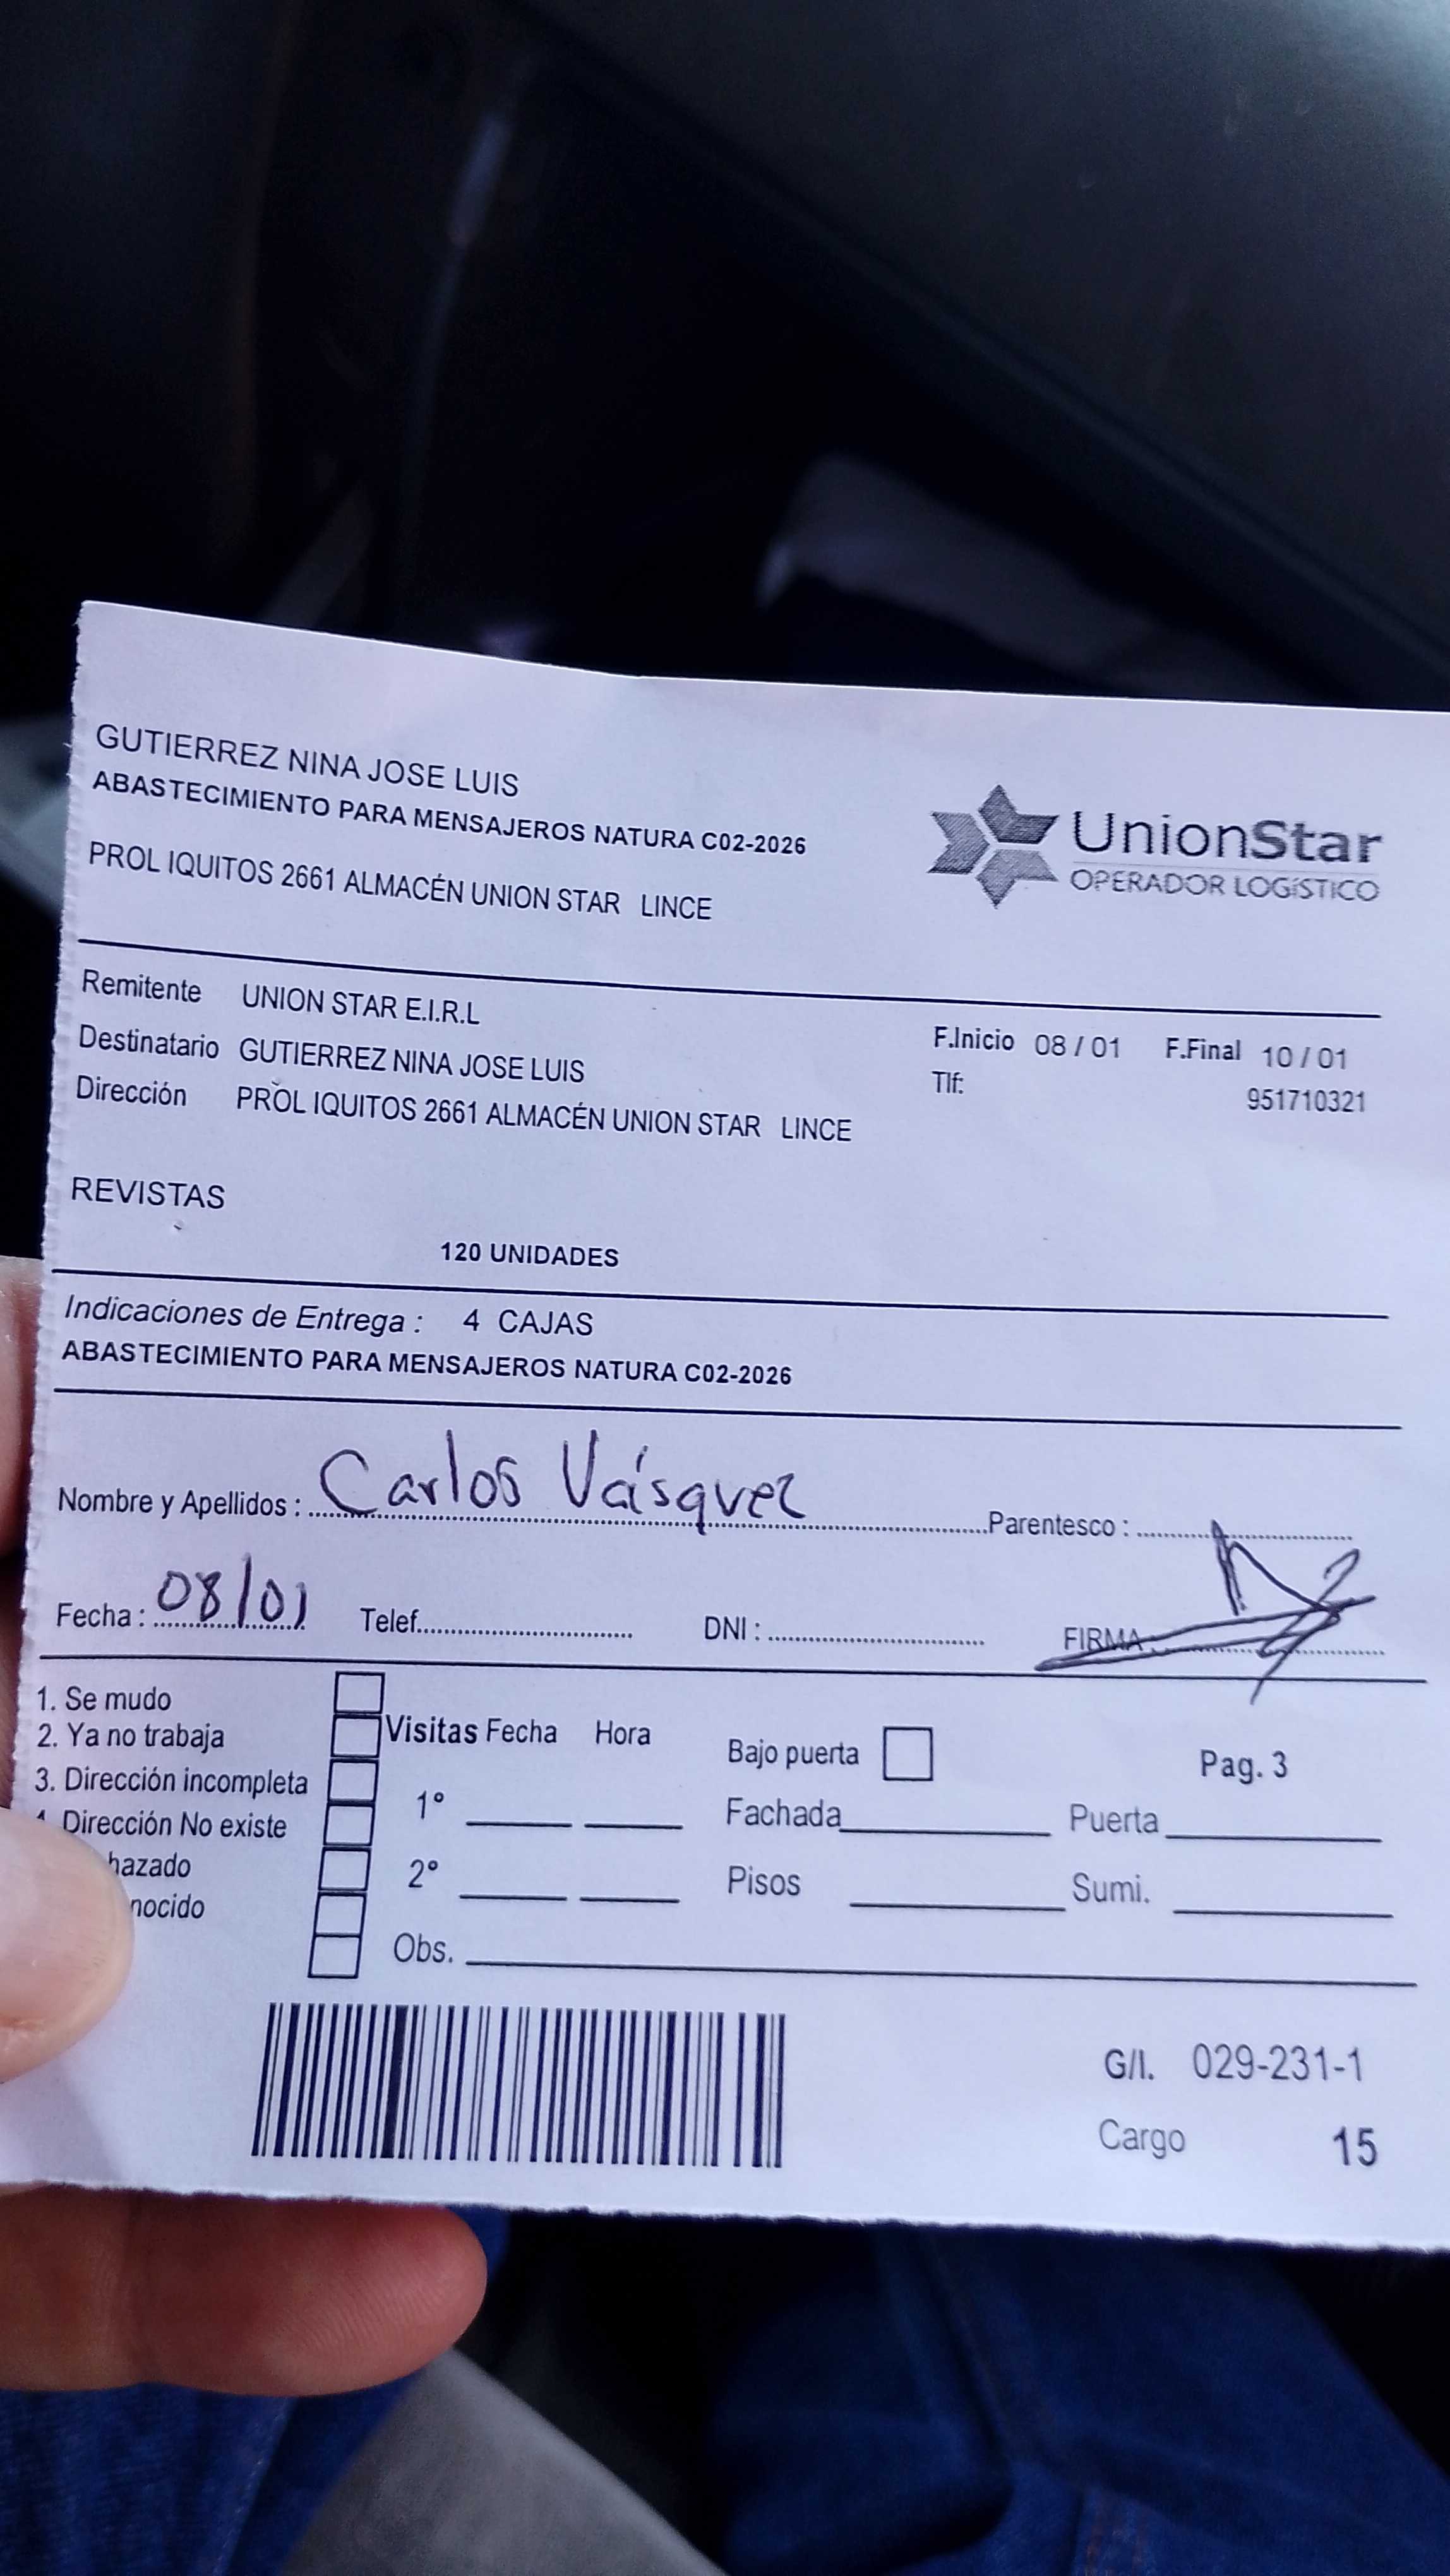 GUTIERREZ NINA JOSE LUIS
ABASTECIMIENTO PARA MENSAJEROS NATURA C02-2026
PROL IQUITOS 2661 ALMACÉN UNION STAR LINCE
UnionStar
OPERADOR LOGÍSTICO
Remitente UNION STAR E.I.R.L
Destinatario GUTIERREZ NINA JOSE LUIS
Dirección PROL IQUITOS 2661 ALMACÉN UNION STAR LINCE
F.Inicio 08 / 01 F.Final 10 / 01
Tlf: 951710321
REVISTAS
120 UNIDADES
Indicaciones de Entrega : 4 CAJAS
ABASTECIMIENTO PARA MENSAJEROS NATURA C02-2026
Nombre y Apellidos : Carlos Vásquez Parentesco :
Fecha : 08/01 Telef. DNI : FIRMA
1. Se mudo
2. Ya no trabaja
3. Dirección incompleta
Dirección No existe
hazado
nocido
Visitas Fecha Hora
1°
2°
Obs.
Bajo puerta
Pag. 3
Fachada Puerta
Pisos Sumi.
G/I. 029-231-1
Cargo 15